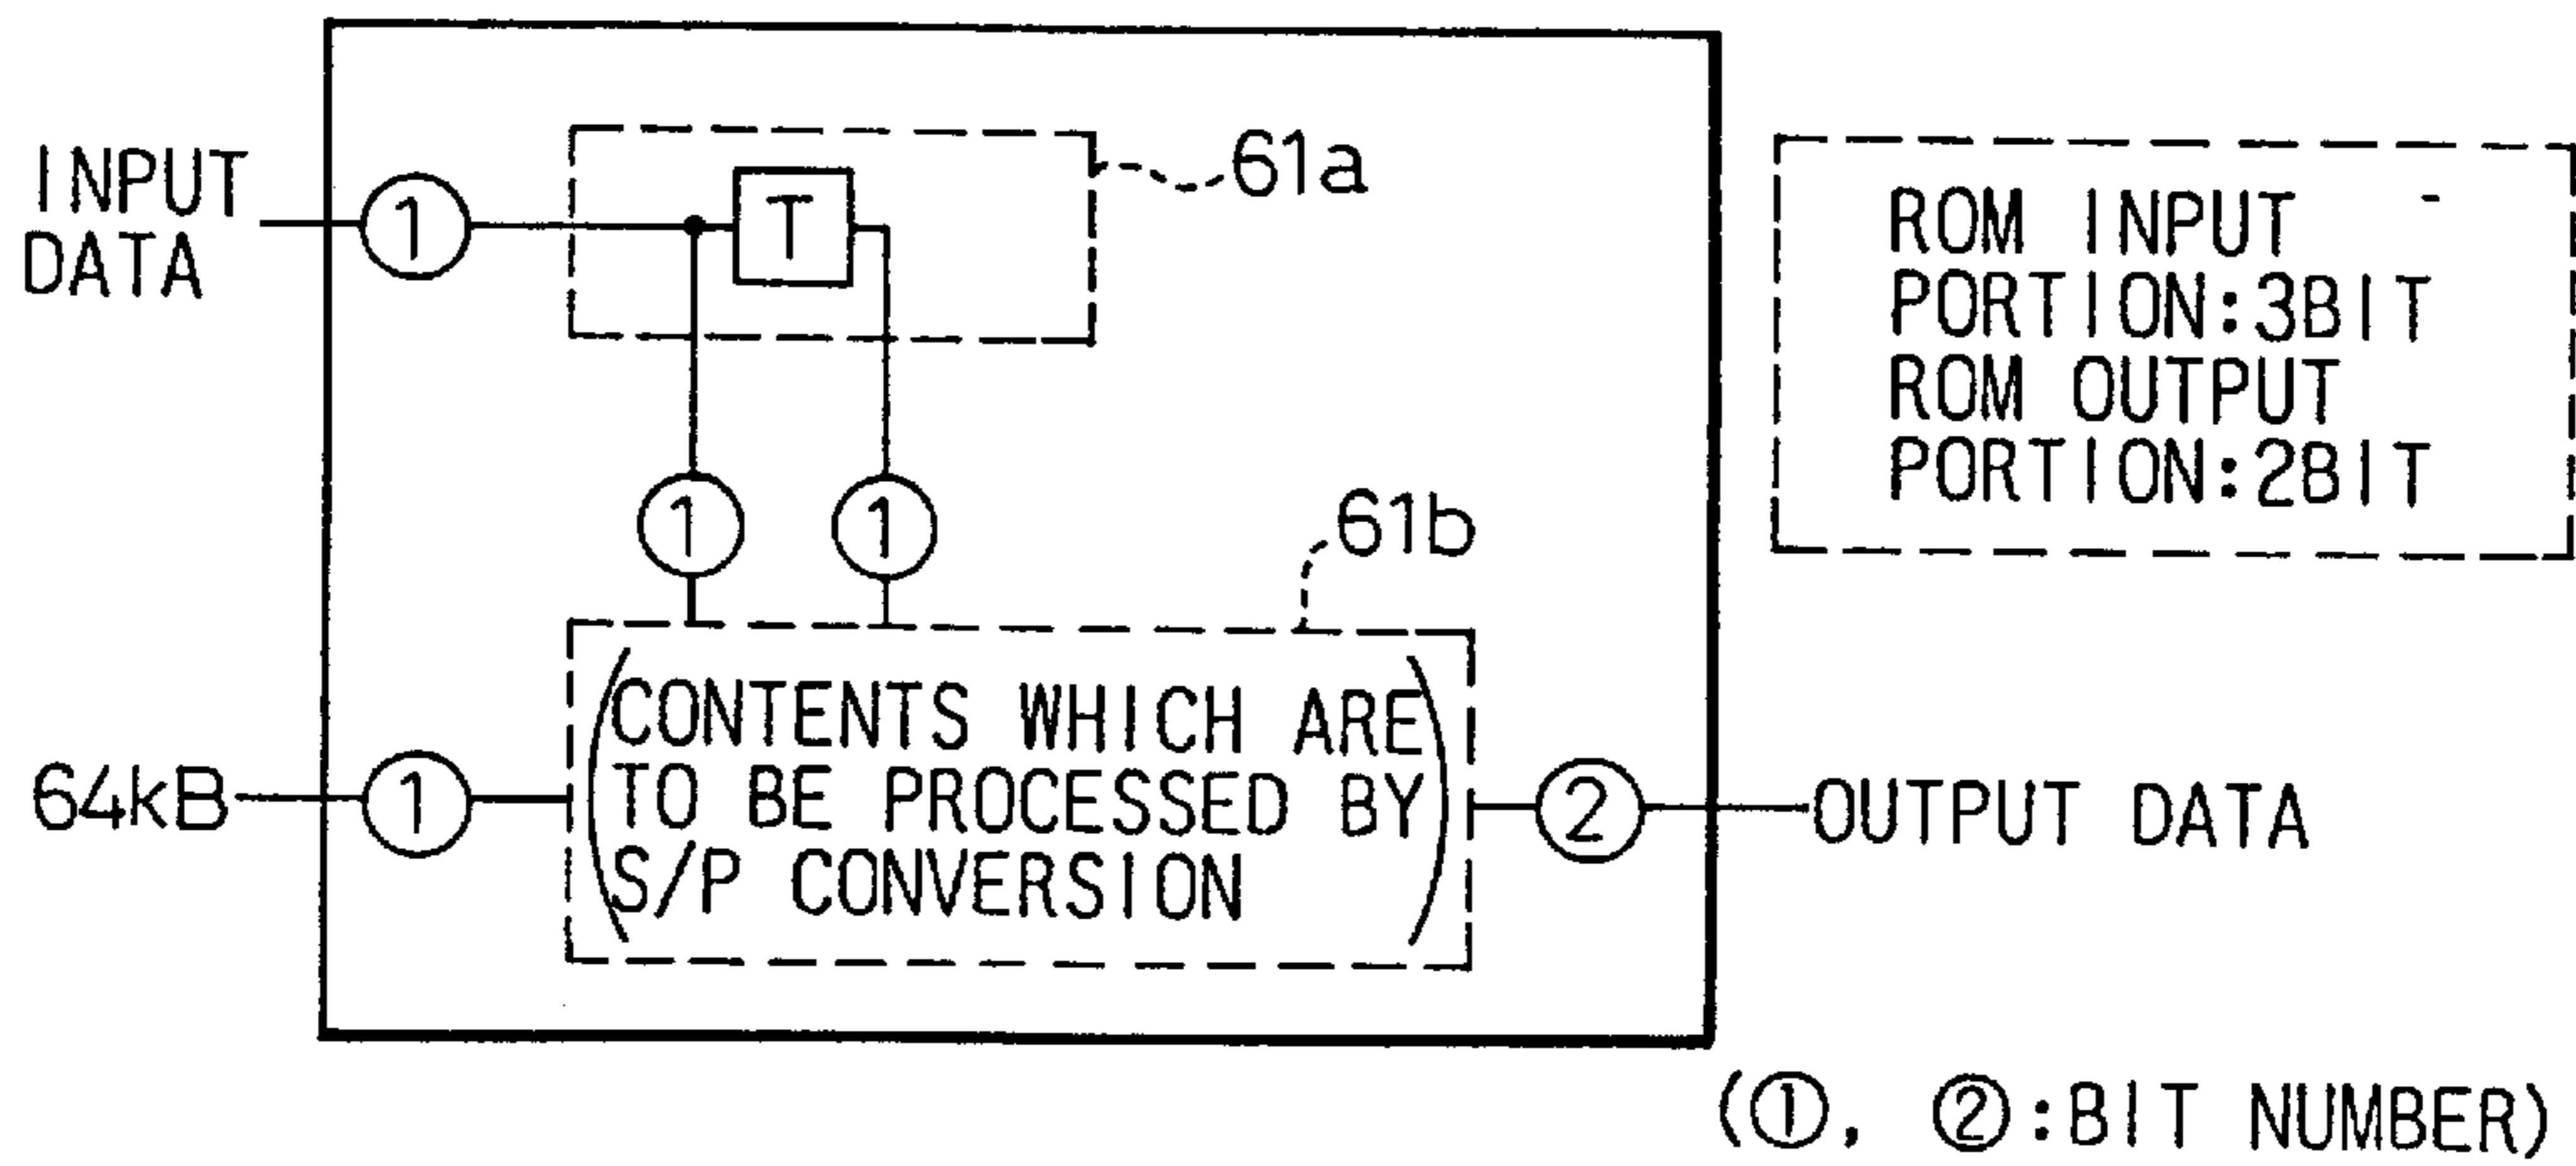 INPUT
DATA
①
T
61a
ROM INPUT
PORTION:3BIT
ROM OUTPUT
PORTION:2BIT
① ①
61b
64kB
①
(CONTENTS WHICH ARE
TO BE PROCESSED BY
S/P CONVERSION)
②
OUTPUT DATA
(①, ②:BIT NUMBER)